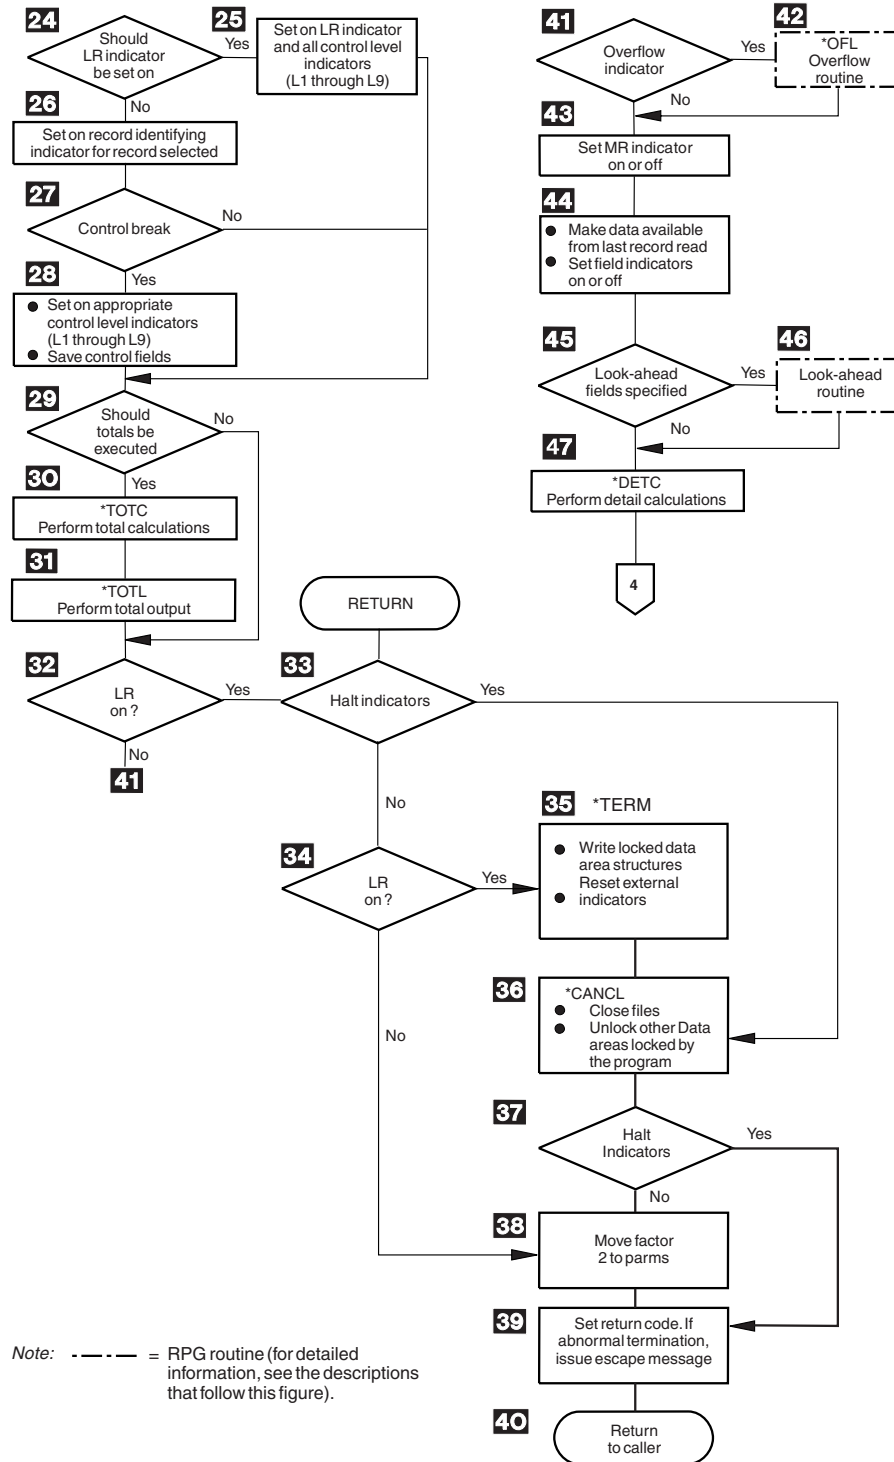 24
Should
LR indicator
be set on
Yes
25
Set on LR indicator
and all control level
indicators
(L1 through L9)
No
26
Set on record identifying
indicator for record selected
27
Control break
No
Yes
28
● Set on appropriate
control level indicators
(L1 through L9)
● Save control fields
29
Should
totals be
executed
No
Yes
30
*TOTC
Perform total calculations
31
*TOTL
Perform total output
32
LR
on ?
Yes
No
41
RETURN
33
Halt indicators
Yes
No
34
LR
on ?
Yes
No
35 *TERM
● Write locked data
area structures
Reset external
● indicators
36
*CANCL
● Close files
● Unlock other Data
areas locked by
the program
37
Halt
Indicators
Yes
No
38
Move factor
2 to parms
39
Set return code. If
abnormal termination,
issue escape message
40
Return
to caller
41
Overflow
indicator
Yes
42
*OFL
Overflow
routine
No
43
Set MR indicator
on or off
44
● Make data available
from last record read
● Set field indicators
on or off
45
Look-ahead
fields specified
Yes
46
Look-ahead
routine
No
47
*DETC
Perform detail calculations
4
Note: = RPG routine (for detailed
information, see the descriptions
that follow this figure).